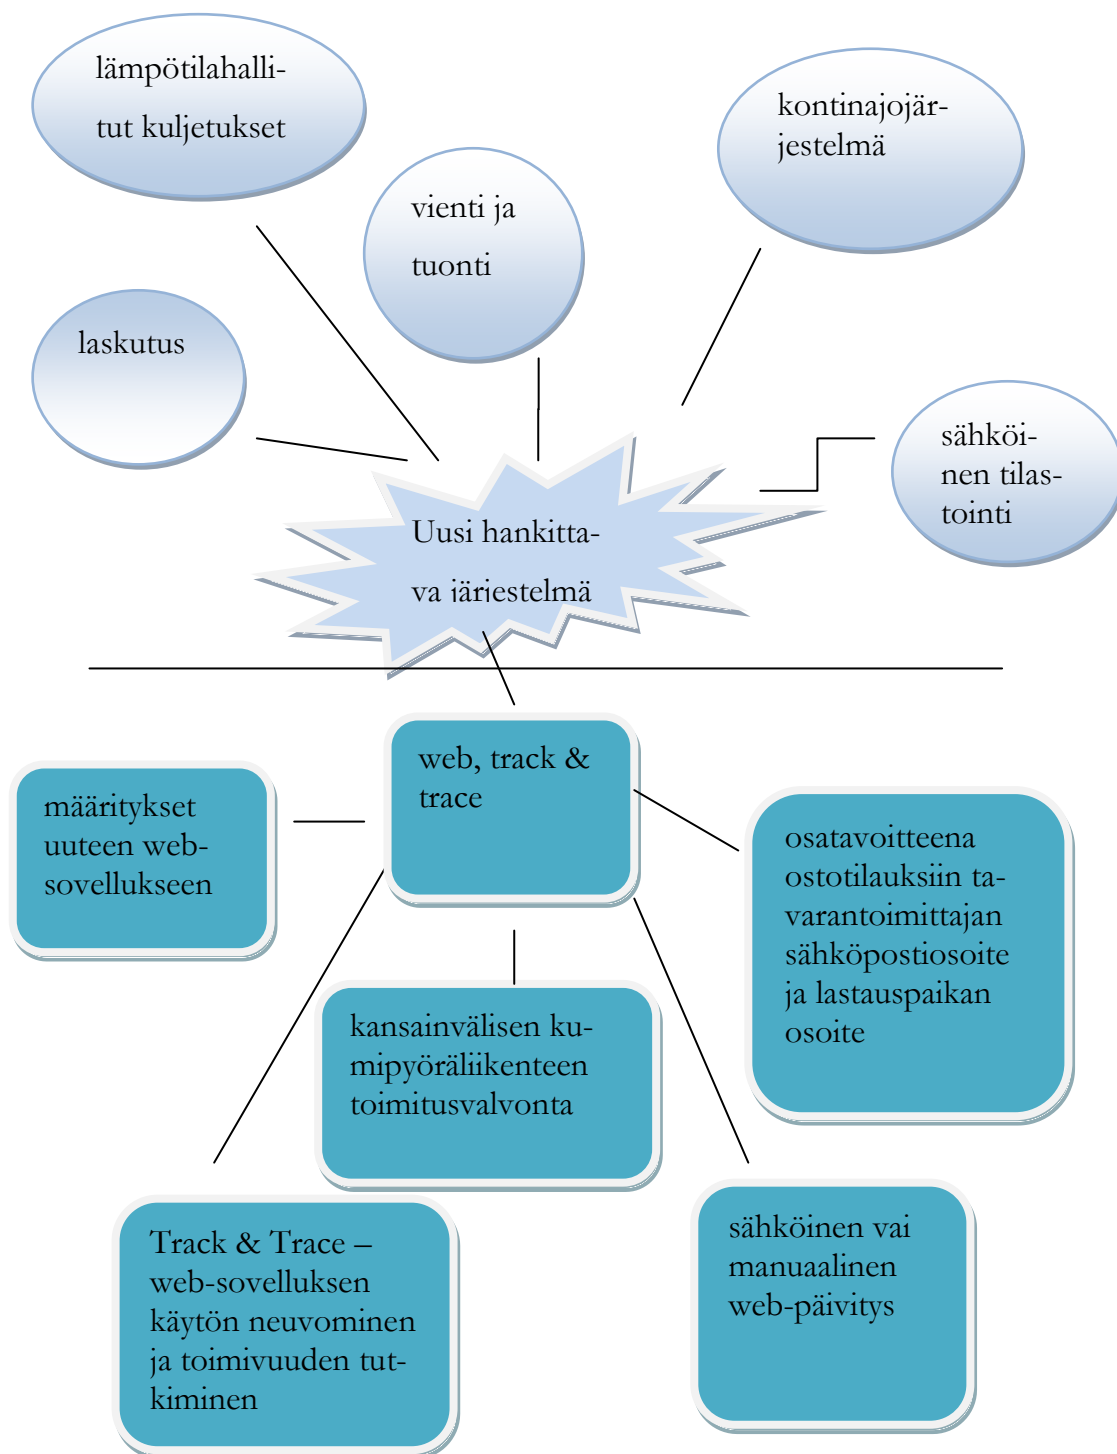 lämpötilahalli-
tut kuljetukset
kontinajojär-
jestelmä
vienti ja
tuonti
laskutus
sähköi-
nen tilas-
tointi
Uusi hankitta-
va järjestelmä
web, track &
trace
määritykset
uuteen web-
sovellukseen
osatavoitteena
ostotilauksiin ta-
varantoimittajan
sähköpostiosoite
ja lastauspaikan
osoite
kansainvälisen ku-
mipyöräliikenteen
toimitusvalvonta
Track & Trace –
web-sovelluksen
käytön neuvominen
ja toimivuuden tut-
kiminen
sähköinen vai
manuaalinen
web-päivitys